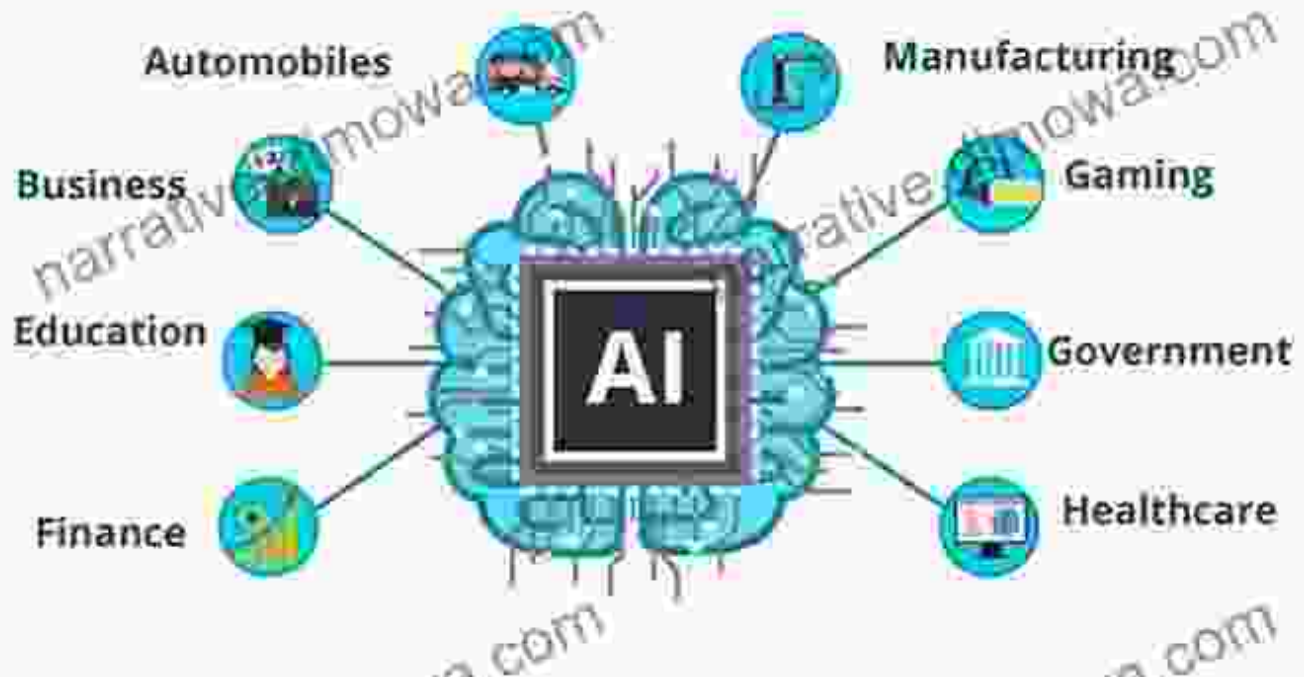 Automobiles
Manufacturing
Business
Gaming
Education
Government
AI
Finance
Healthcare